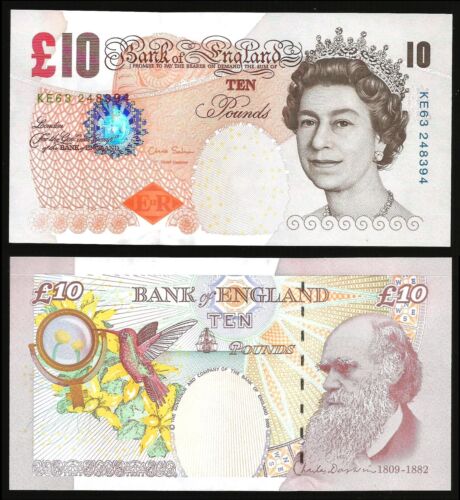 £10
Bank of England
10
I PROMISE TO PAY THE BEARER ON DEMAND THE SUM OF
TEN
KE63 248394
Pounds
London
For the Govr and Compa
of the BANK of ENGLAND
Chief Cashier
E R
KE63 248394
£10
BANK of ENGLAND
£10
TEN
POUNDS
© THE GOVERNOR AND COMPANY OF THE BANK OF ENGLAND
Charles Darwin 1809-1882